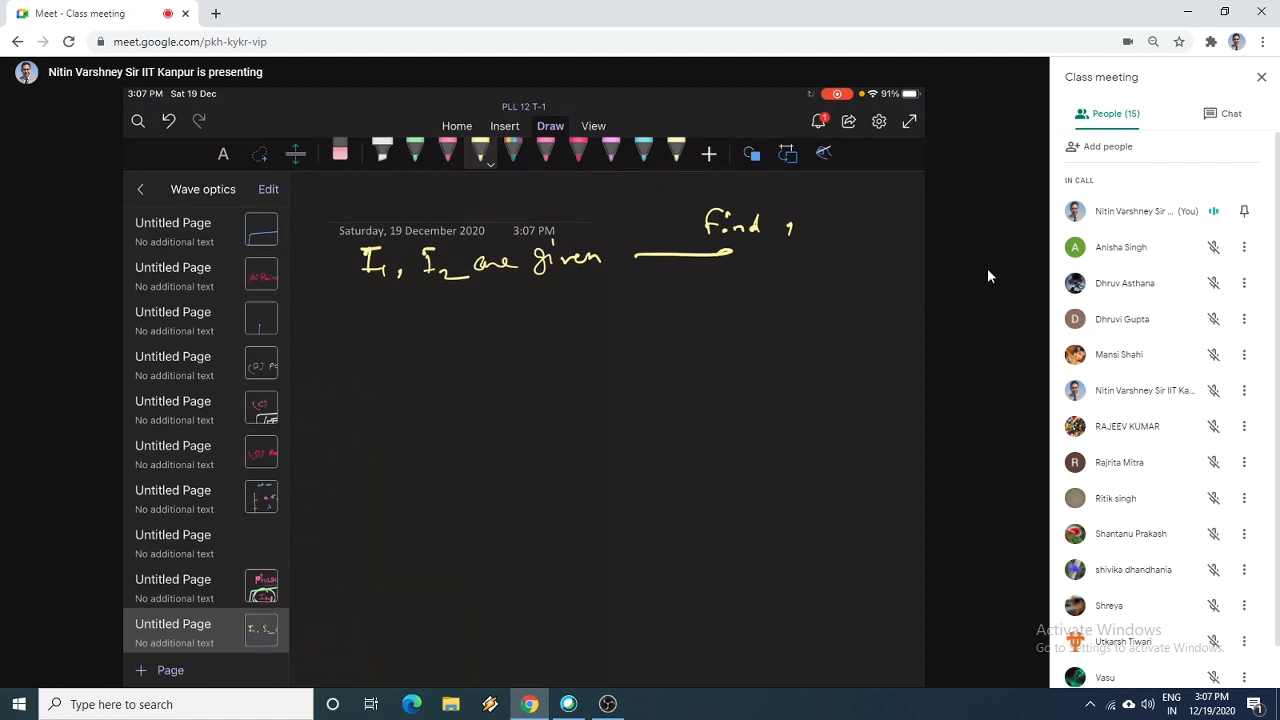 Meet - Class meeting
meet.google.com/pkh-kykr-vip
Nitin Varshney Sir IIT Kanpur is presenting
3:07 PM Sat 19 Dec
91%
PLL 12 T-1
Home Insert Draw View
1
Wave optics Edit
Untitled Page
No additional text
Untitled Page
No additional text
Untitled Page
No additional text
Untitled Page
No additional text
Untitled Page
No additional text
Untitled Page
No additional text
Untitled Page
No additional text
Untitled Page
No additional text
Untitled Page
No additional text
Untitled Page
No additional text
+ Page
Find ,
Saturday, 19 December 2020 3:07 PM
I1, I2 are given
Class meeting
People (15)
Chat
Add people
IN CALL
Nitin Varshney Sir ... (You)
A Anisha Singh
Dhruv Asthana
D Dhruvi Gupta
Mansi Shahi
Nitin Varshney Sir IIT Ka...
RAJEEV KUMAR
R Rajrita Mitra
Ritik singh
Shantanu Prakash
shivika dhandhania
Shreya
Activate Windows
Utkarsh Tiwari
Go to Settings to activate Windows.
Vasu
Type here to search
ENG
IN
3:07 PM
12/19/2020
1